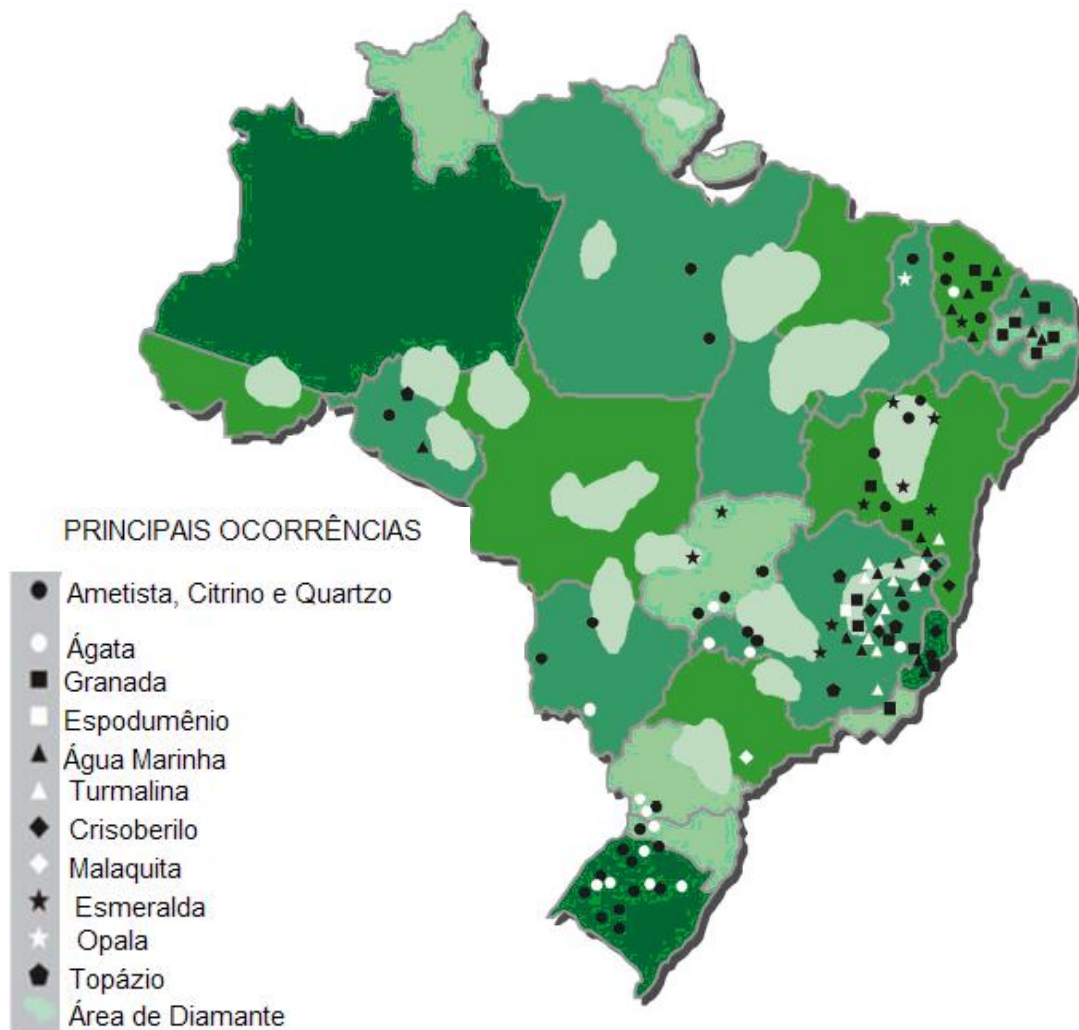 PRINCIPAIS OCORRÊNCIAS
Ametista, Citrino e Quartzo
Ágata
Granada
Espodumênio
Água Marinha
Turmalina
Crisoberilo
Malaquita
Esmeralda
Opala
Topázio
Área de Diamante